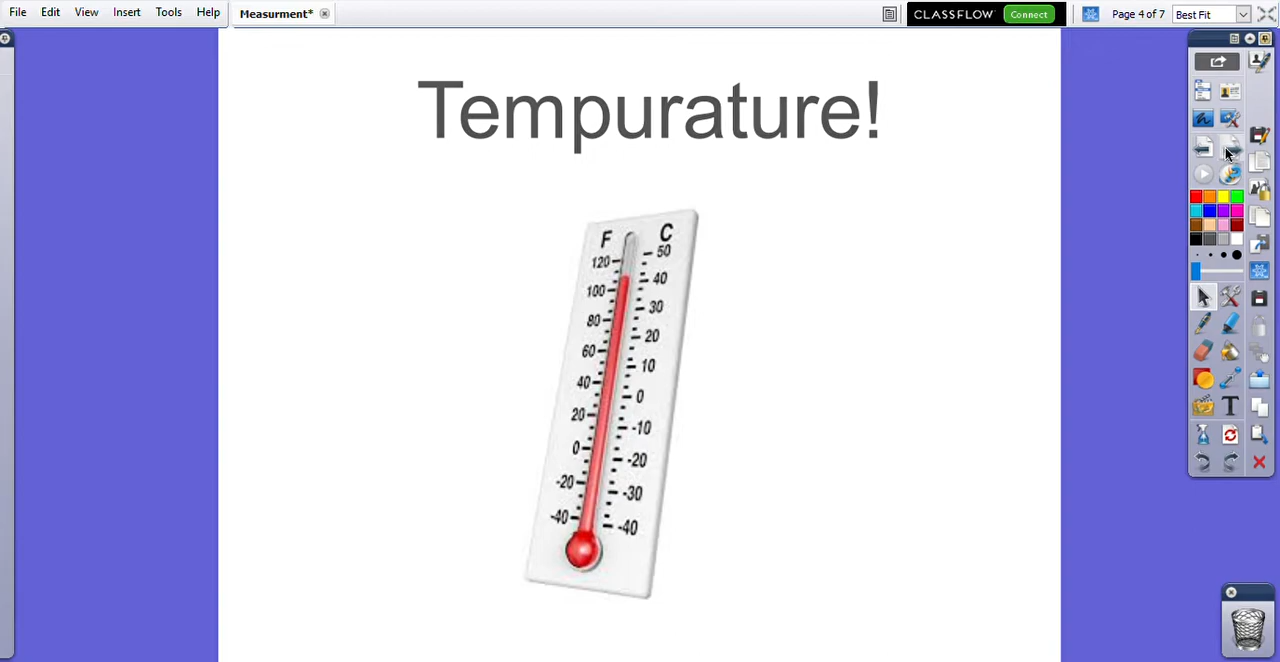 File Edit View Insert Tools Help Measurment* CLASSFLOW Connect Page 4 of 7 Best Fit
Tempurature!
F C
120 50
100 40
80 30
60 20
40 10
20 0
0 -10
-20 -20
-40 -30
-40
T